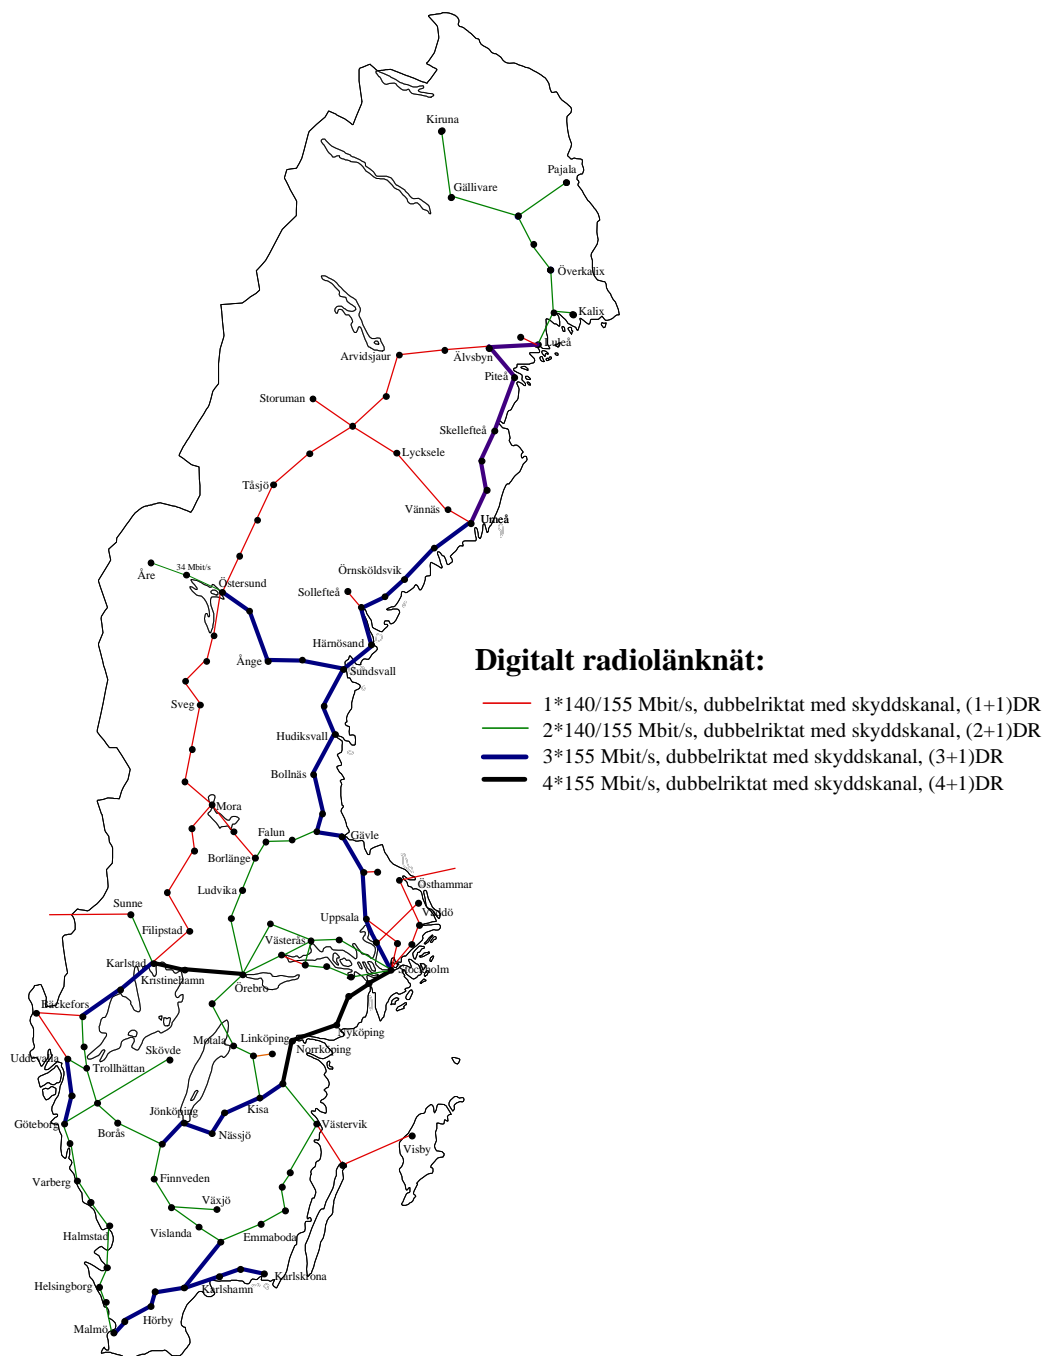 Kiruna
Pajala
Gällivare
Överkalix
Kalix
Luleå
Arvidsjaur
Älvsbyn
Piteå
Storuman
Skellefteå
Lycksele
Tåsjö
Vännäs
Umeå
34 Mbit/s
Åre
Örnsköldsvik
Östersund
Sollefteå
Härnösand
Ånge
Sundsvall
Digitalt radiolänknät:
1*140/155 Mbit/s, dubbelriktat med skyddskanal, (1+1)DR
2*140/155 Mbit/s, dubbelriktat med skyddskanal, (2+1)DR
3*155 Mbit/s, dubbelriktat med skyddskanal, (3+1)DR
4*155 Mbit/s, dubbelriktat med skyddskanal, (4+1)DR
Sveg
Hudiksvall
Bollnäs
Mora
Falun
Gävle
Borlänge
Östhammar
Ludvika
Sunne
Uppsala
Väddö
Filipstad
Västerås
Karlstad
Stockholm
Kristinehamn
Örebro
Bäckefors
Nyköping
Motala
Linköping
Norrköping
Uddevalla
Skövde
Trollhättan
Kisa
Jönköping
Göteborg
Borås
Nässjö
Västervik
Visby
Finnveden
Varberg
Växjö
Halmstad
Vislanda
Emmaboda
Helsingborg
Karlskrona
Karlshamn
Hörby
Malmö